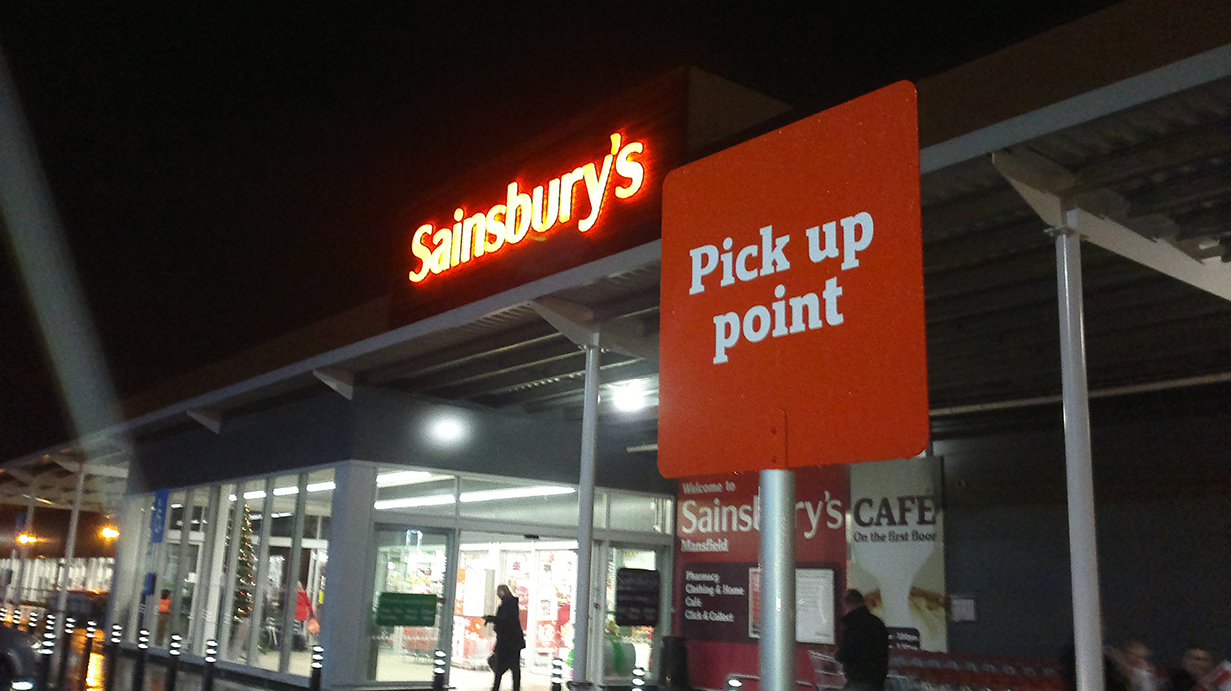 Sainsbury's
Pick up
point
Welcome to
Sainsbury's
Mansfield
Pharmacy
Clothing & Home
Café
Click & Collect
CAFE
On the first floor